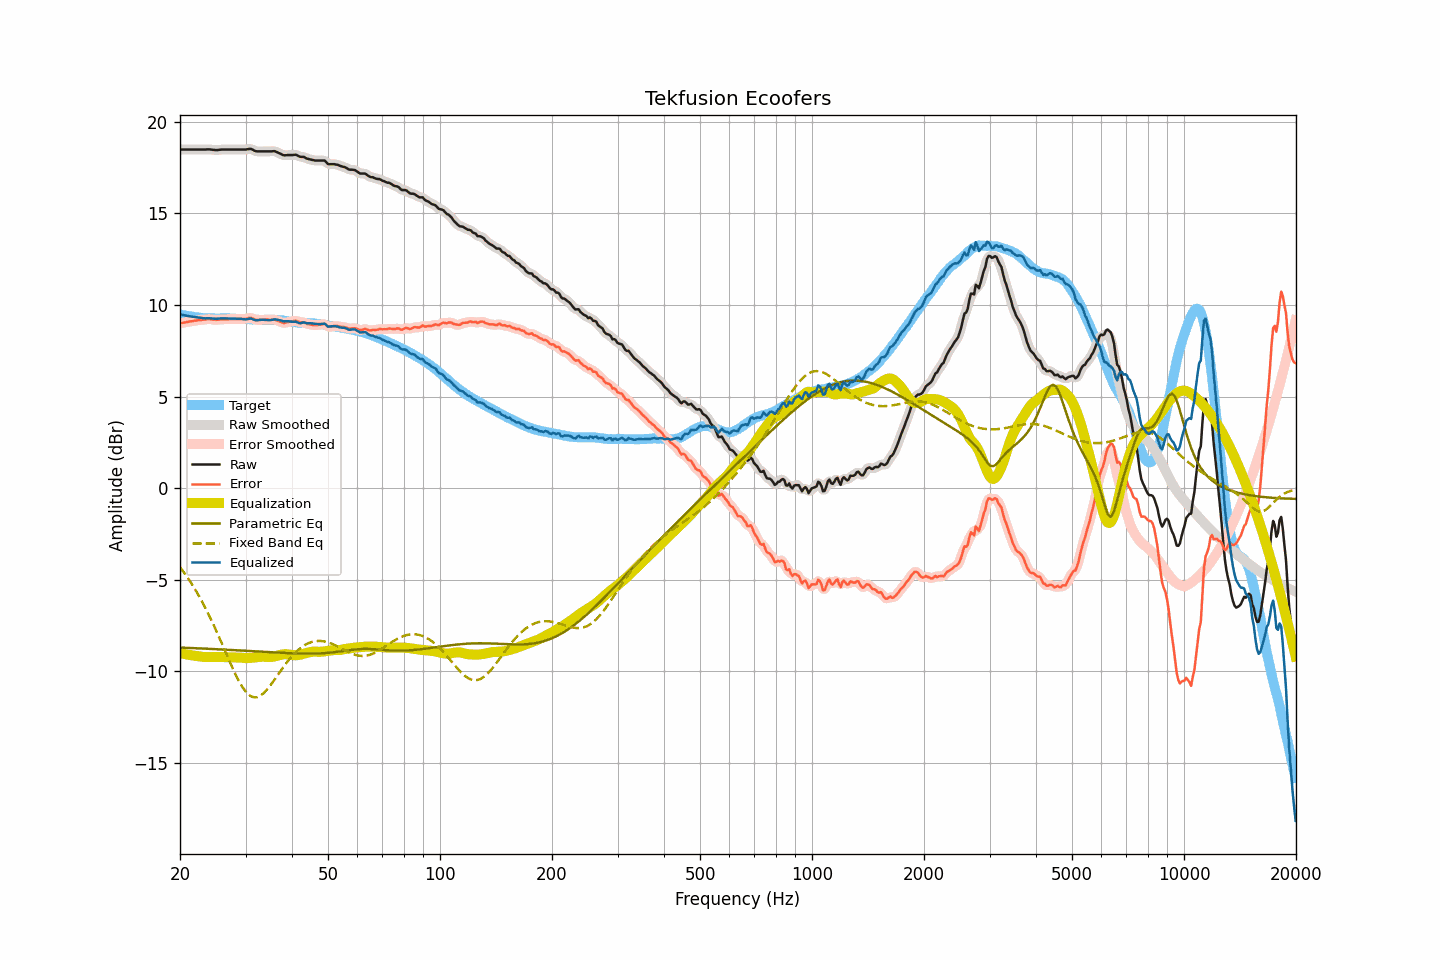 Tekfusion Ecoofers
20
15
10
5
0
−5
−10
−15
Amplitude (dBr)
Target
Raw Smoothed
Error Smoothed
Raw
Error
Equalization
Parametric Eq
Fixed Band Eq
Equalized
20 50 100 200 500 1000 2000 5000 10000 20000
Frequency (Hz)